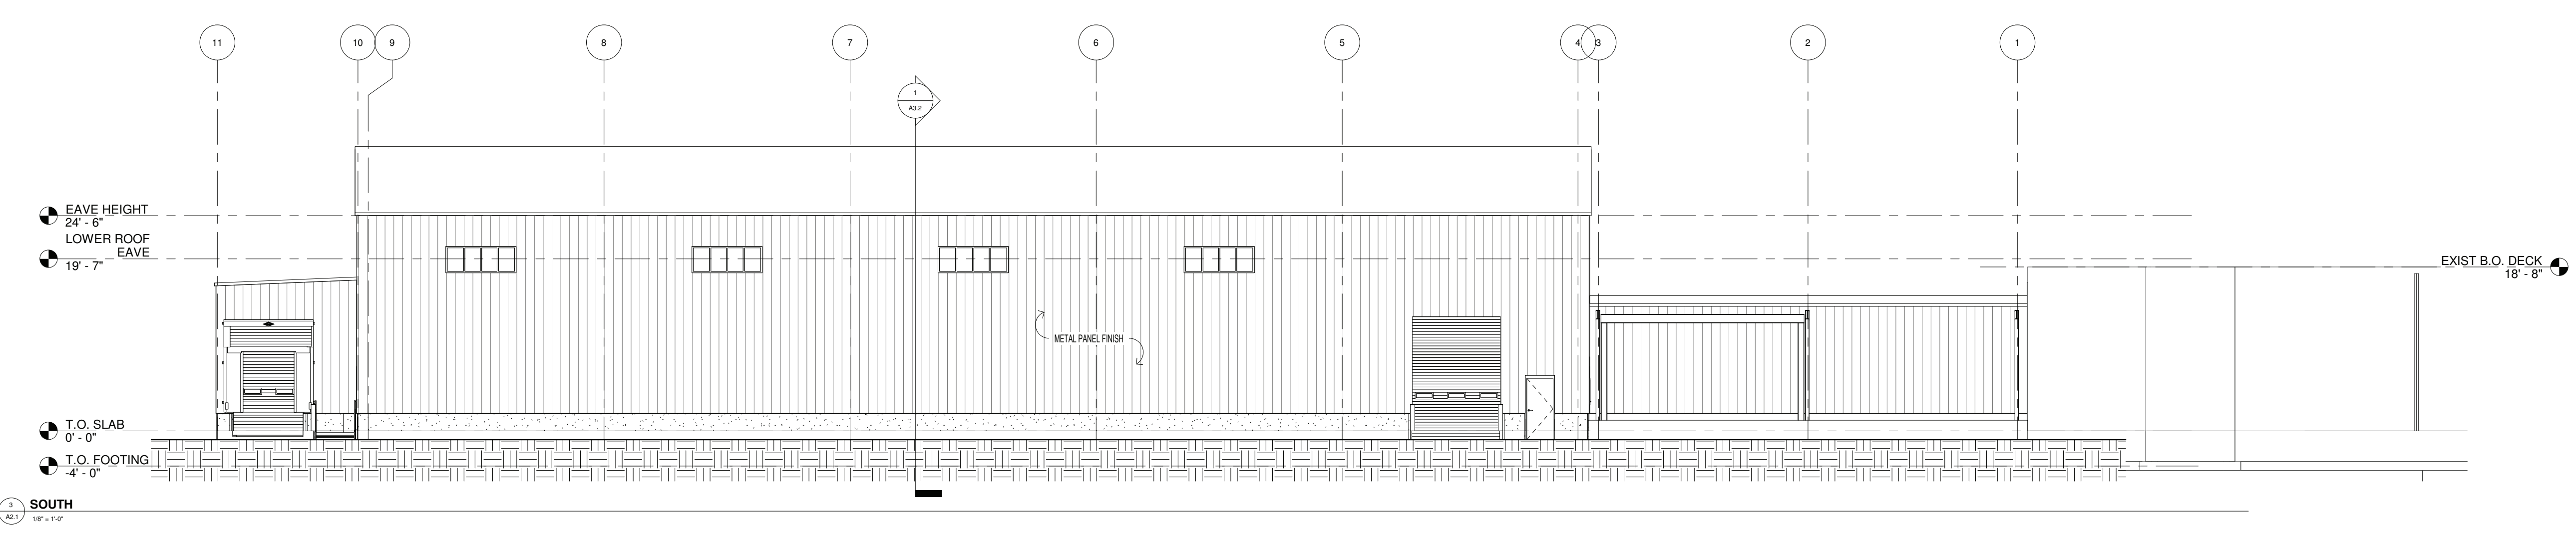 11
10
9
8
7
6
5
4
3
2
1
1
A3.2
EAVE HEIGHT
24' - 6"
LOWER ROOF
EAVE
19' - 7"
EXIST B.O. DECK
18' - 8"
METAL PANEL FINISH
T.O. SLAB
0' - 0"
T.O. FOOTING
-4' - 0"
3
A2.1
SOUTH
1/8" = 1'-0"